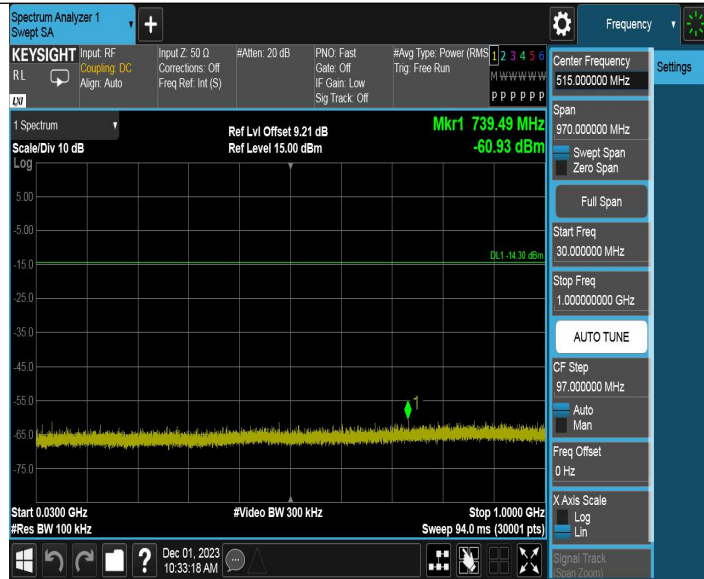 Spectrum Analyzer 1
Swept SA
+
Frequency
KEYSIGHT
RL
LXI
Input: RF
Coupling: DC
Align: Auto
Input Z: 50 Ω
Corrections: Off
Freq Ref: Int (S)
#Atten: 20 dB
PNO: Fast
Gate: Off
IF Gain: Low
Sig Track: Off
#Avg Type: Power (RMS
Trig: Free Run
1 2 3 4 5 6
M W W W W W
P P P P P P
Center Frequency
515.000000 MHz
Settings
Span
970.000000 MHz
Swept Span
Zero Span
Full Span
Start Freq
30.000000 MHz
Stop Freq
1.000000000 GHz
AUTO TUNE
CF Step
97.000000 MHz
Auto
Man
Freq Offset
0 Hz
X Axis Scale
Log
Lin
Signal Track
(Span Zoom)
1 Spectrum
Scale/Div 10 dB
Ref Lvl Offset 9.21 dB
Ref Level 15.00 dBm
Mkr1 739.49 MHz
-60.93 dBm
Log
5.00
-5.00
DL1 -14.30 dBm
-15.0
-25.0
-35.0
-45.0
-55.0
1
-65.0
-75.0
Start 0.0300 GHz
#Video BW 300 kHz
Stop 1.0000 GHz
#Res BW 100 kHz
Sweep 94.0 ms (30001 pts)
?
Dec 01, 2023
10:33:18 AM